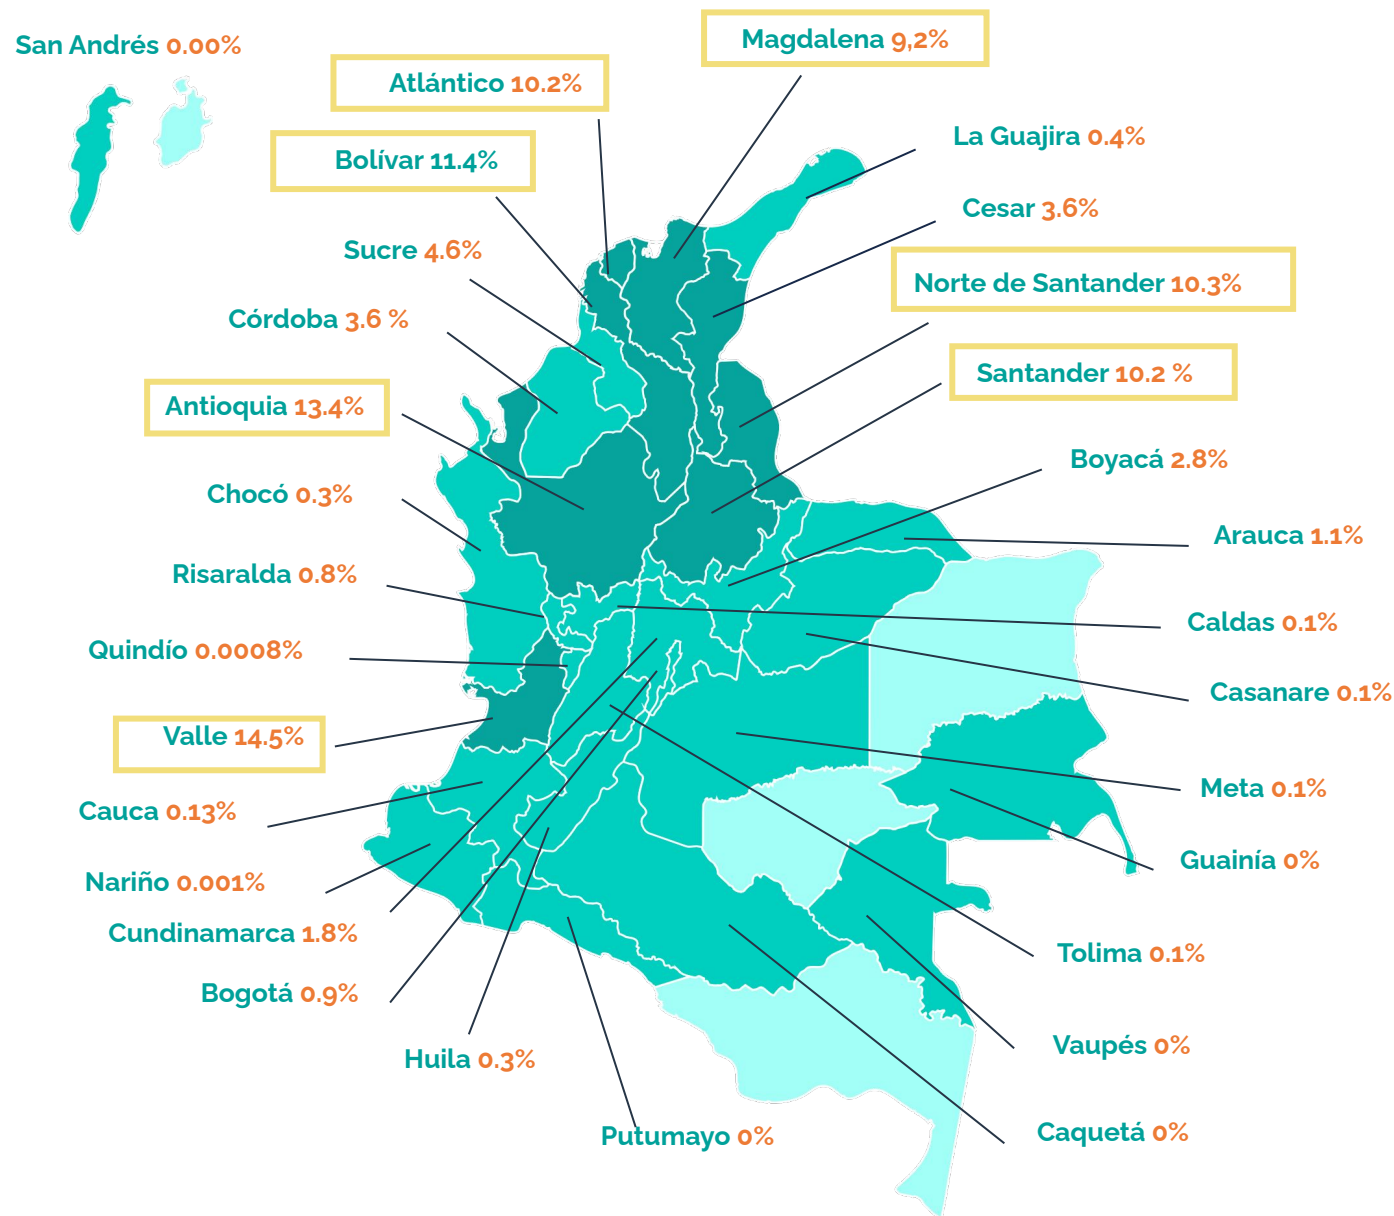 San Andrés 0.00%
Magdalena 9,2%
Atlántico 10.2%
La Guajira 0.4%
Bolívar 11.4%
Cesar 3.6%
Sucre 4.6%
Norte de Santander 10.3%
Córdoba 3.6 %
Santander 10.2 %
Antioquia 13.4%
Boyacá 2.8%
Chocó 0.3%
Arauca 1.1%
Risaralda 0.8%
Caldas 0.1%
Quindío 0.0008%
Casanare 0.1%
Valle 14.5%
Meta 0.1%
Cauca 0.13%
Guainía 0%
Nariño 0.001%
Cundinamarca 1.8%
Tolima 0.1%
Bogotá 0.9%
Vaupés 0%
Huila 0.3%
Caquetá 0%
Putumayo 0%